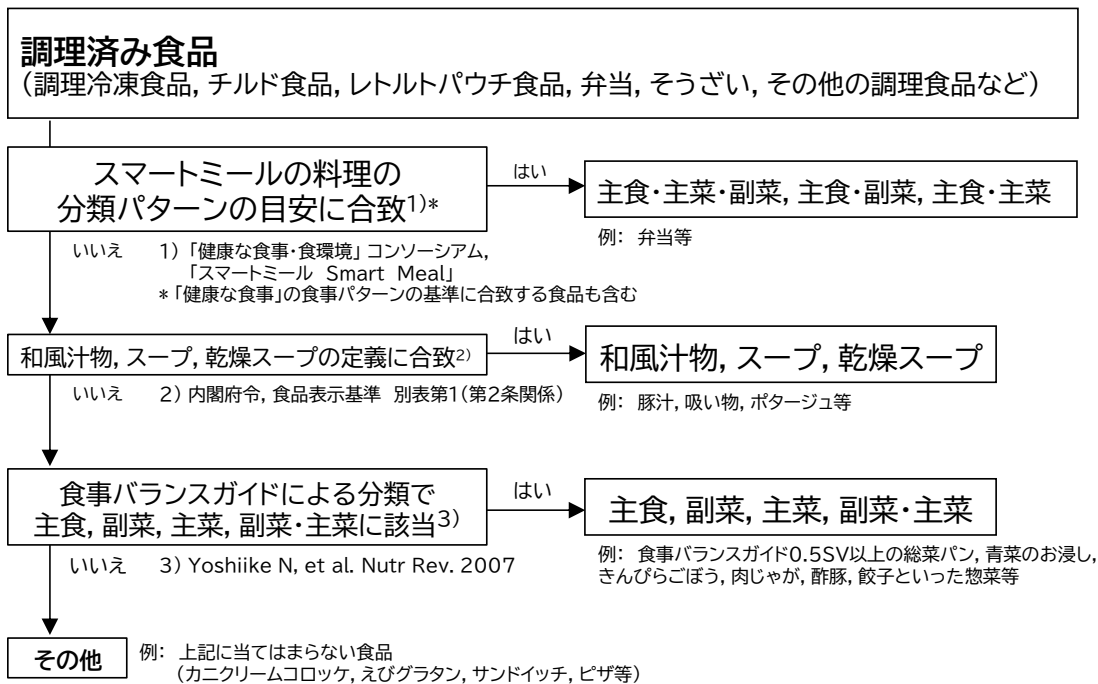 調理済み食品
(調理冷凍食品, チルド食品, レトルトパウチ食品, 弁当, そうざい, その他の調理食品など)
スマートミールの料理の
分類パターンの目安に合致1)*
はい
主食・主菜・副菜, 主食・副菜, 主食・主菜
例: 弁当等
いいえ
1) 「健康な食事・食環境」 コンソーシアム,
「スマートミール Smart Meal」
* 「健康な食事」の食事パターンの基準に合致する食品も含む
和風汁物, スープ, 乾燥スープの定義に合致2)
はい
和風汁物, スープ, 乾燥スープ
例: 豚汁, 吸い物, ポタージュ等
いいえ
2) 内閣府令, 食品表示基準 別表第1(第2条関係)
食事バランスガイドによる分類で
主食, 副菜, 主菜, 副菜・主菜に該当3)
はい
主食, 副菜, 主菜, 副菜・主菜
例: 食事バランスガイド0.5SV以上の総菜パン, 青菜のお浸し,
きんぴらごぼう, 肉じゃが, 酢豚, 餃子といった惣菜等
いいえ
3) Yoshiike N, et al. Nutr Rev. 2007
その他
例: 上記に当てはまらない食品
(カニクリームコロッケ, えびグラタン, サンドイッチ, ピザ等)